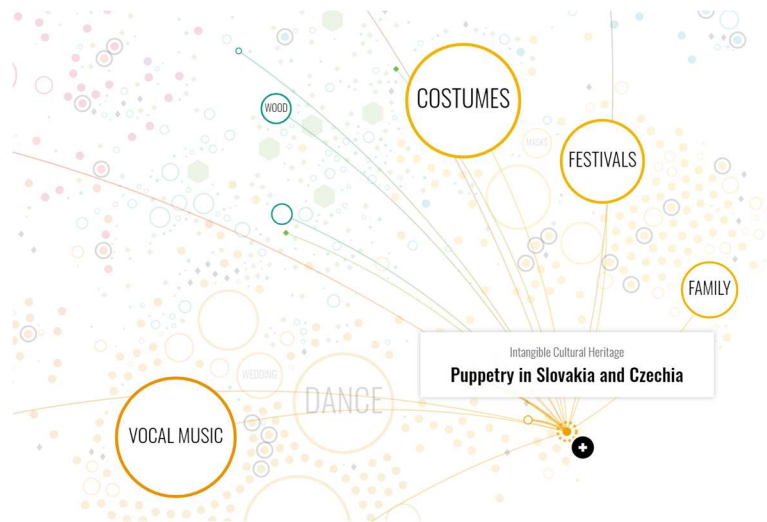 COSTUMES
WOOD
MASKS
FESTIVALS
FAMILY
Intangible Cultural Heritage
Puppetry in Slovakia and Czechia
WEDDING
DANCE
VOCAL MUSIC